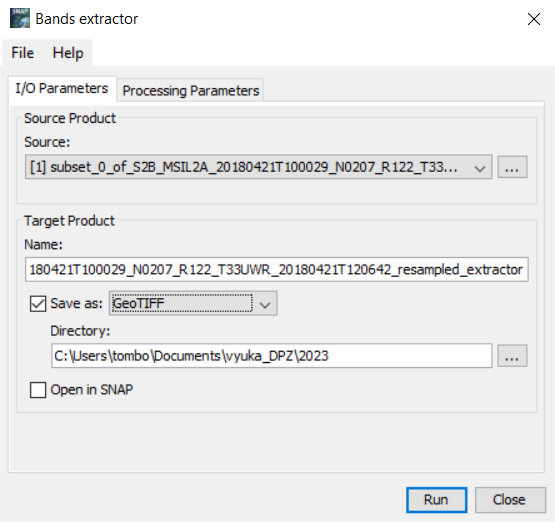 SNAP
Bands extractor
File Help
I/O Parameters Processing Parameters
Source Product
Source:
[1] subset_0_of_S2B_MSIL2A_20180421T100029_N0207_R122_T33... ...
Target Product
Name:
180421T100029_N0207_R122_T33UWR_20180421T120642_resampled_extractor
Save as: GeoTIFF
Directory:
C:\Users\tombo\Documents\vyuka_DPZ\2023 ...
Open in SNAP
Run Close